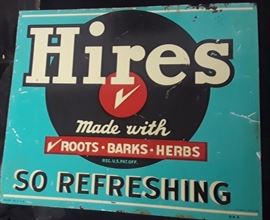 Hires
Made with
ROOTS · BARKS · HERBS
REG. U.S. PAT. OFF.
SO REFRESHING